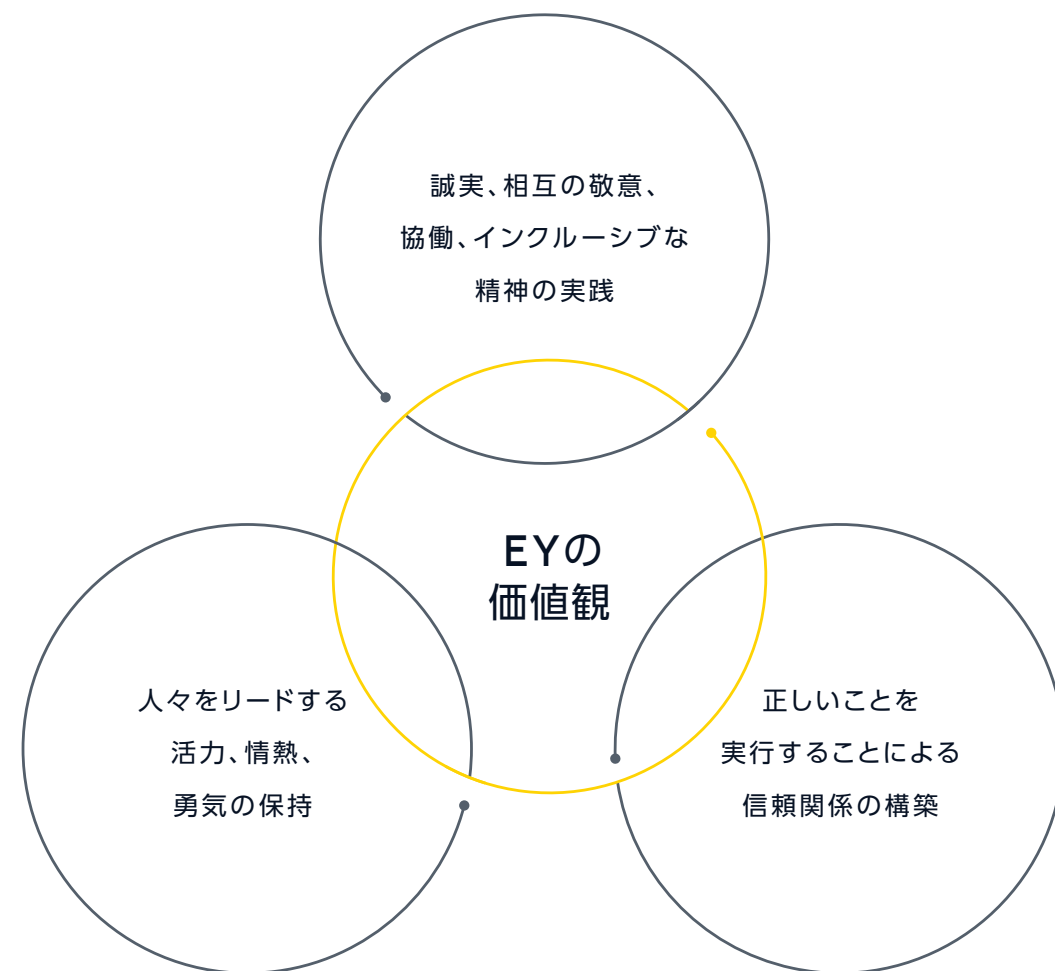 誠実、相互の敬意、
協働、インクルーシブな
精神の実践
EYの
価値観
人々をリードする
活力、情熱、
勇気の保持
正しいことを
実行することによる
信頼関係の構築